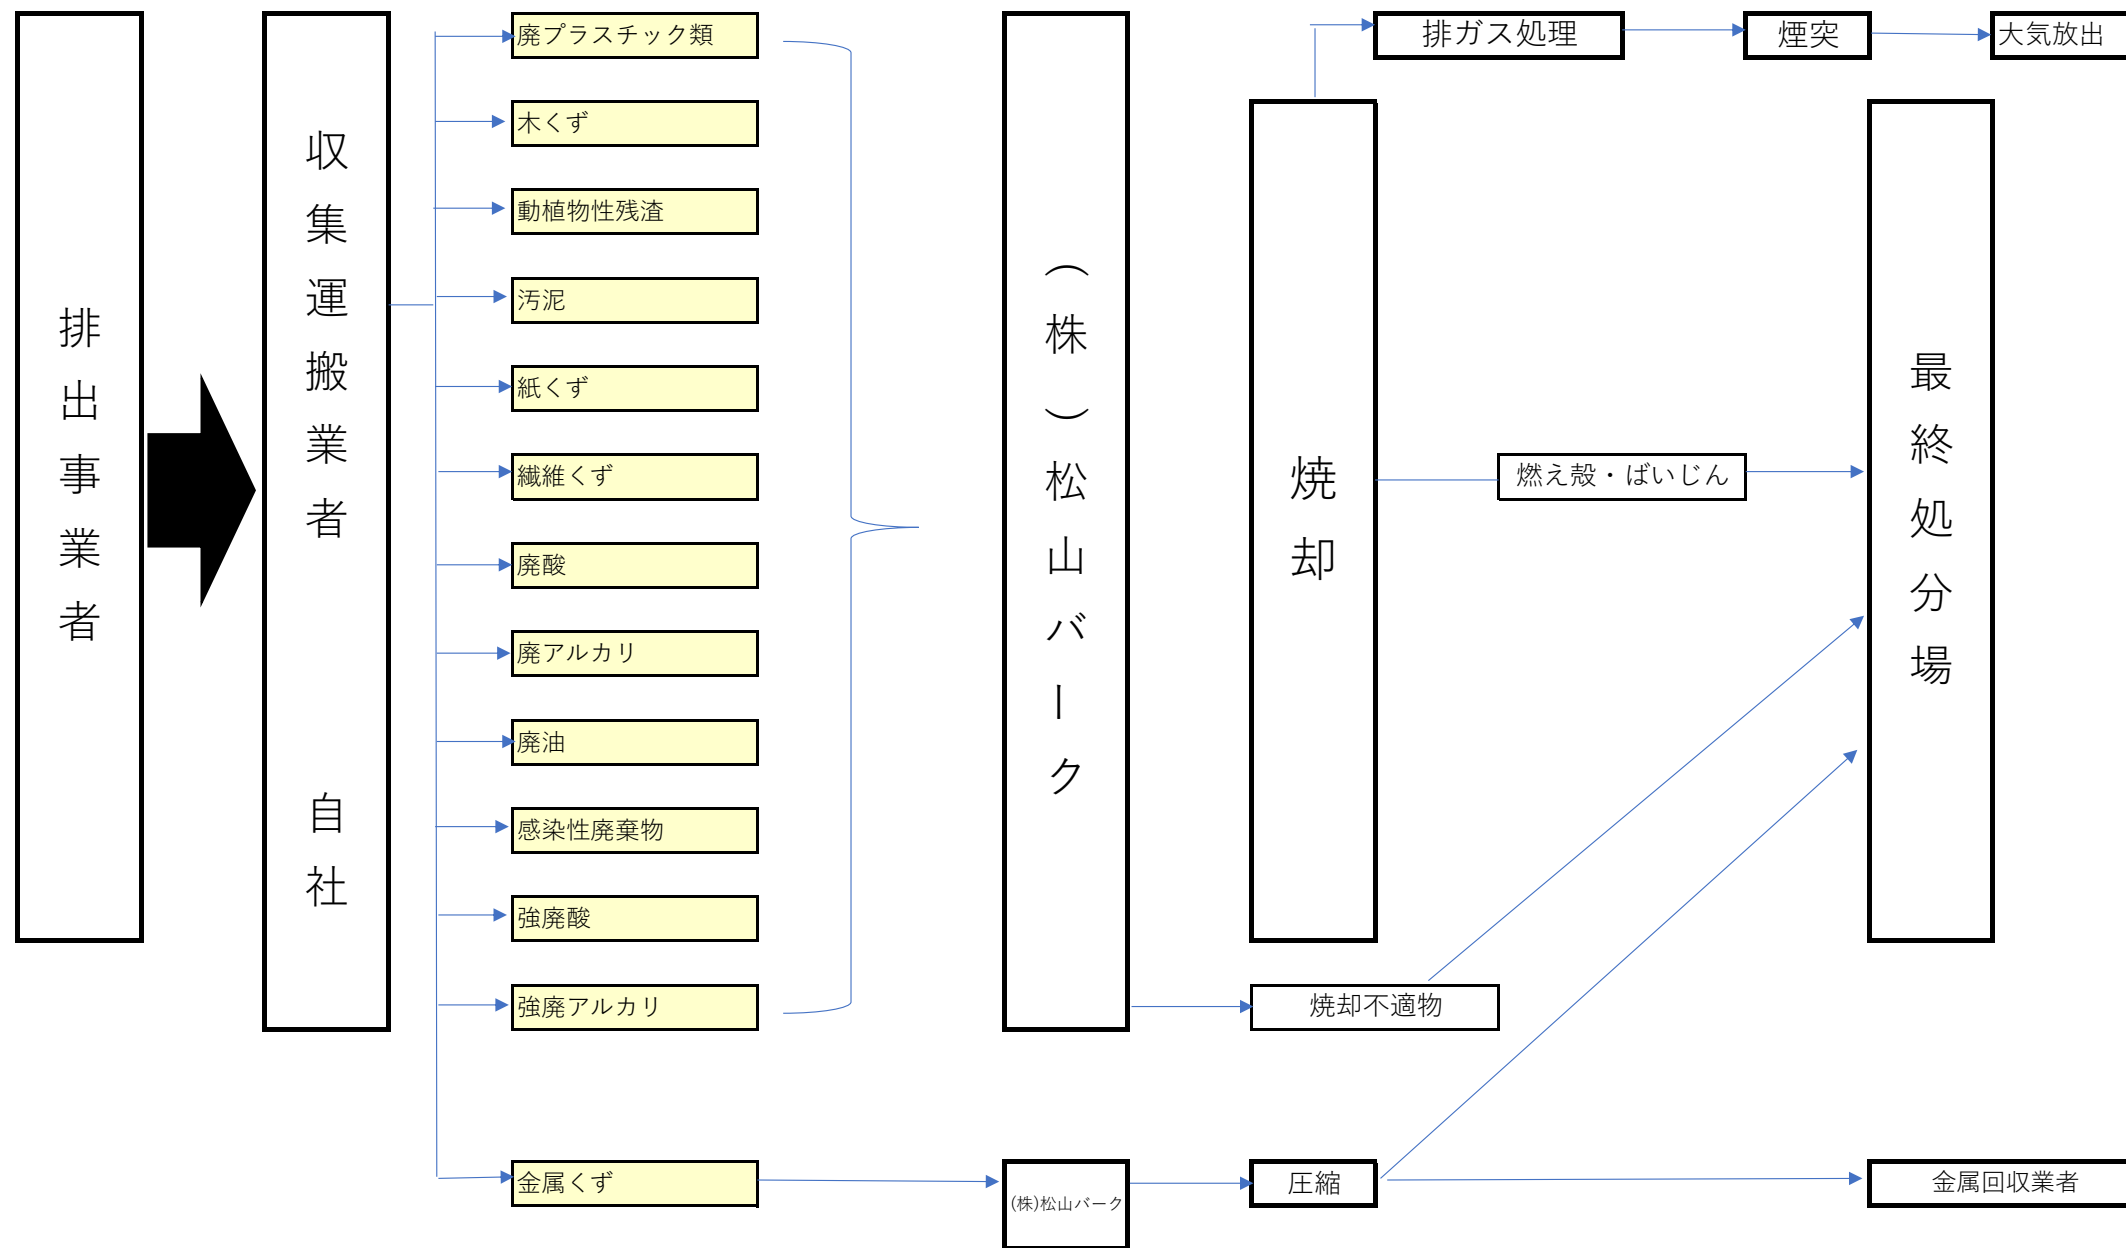 排出事業者
収集運搬業者　自社
廃プラスチック類
木くず
動植物性残渣
汚泥
紙くず
繊維くず
廃酸
廃アルカリ
廃油
感染性廃棄物
強廃酸
強廃アルカリ
金属くず
（株）松山バーク
(株)松山バーク
排ガス処理
煙突
大気放出
焼却
燃え殻・ばいじん
最終処分場
焼却不適物
圧縮
金属回収業者